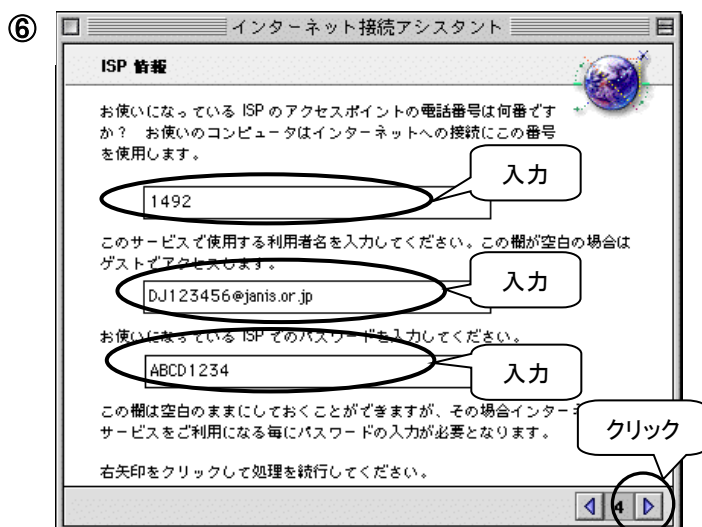 ⑥
インターネット接続アシスタント
ISP 情報
お使いになっている ISP のアクセスポイントの電話番号は何番です
か？ お使いのコンピュータはインターネットへの接続にこの番号
を使用します。
入力
1492
このサービスで使用する利用者名を入力してください。この欄が空白の場合は
ゲストでアクセスします。
入力
DJ123456@janis.or.jp
お使いになっている ISP でのパスワードを入力してください。
ABCD1234
入力
この欄は空白のままにしておくことができますが、その場合インター
サービスをご利用になる毎にパスワードの入力が必要となります。
クリック
右矢印をクリックして処理を続行してください。
4